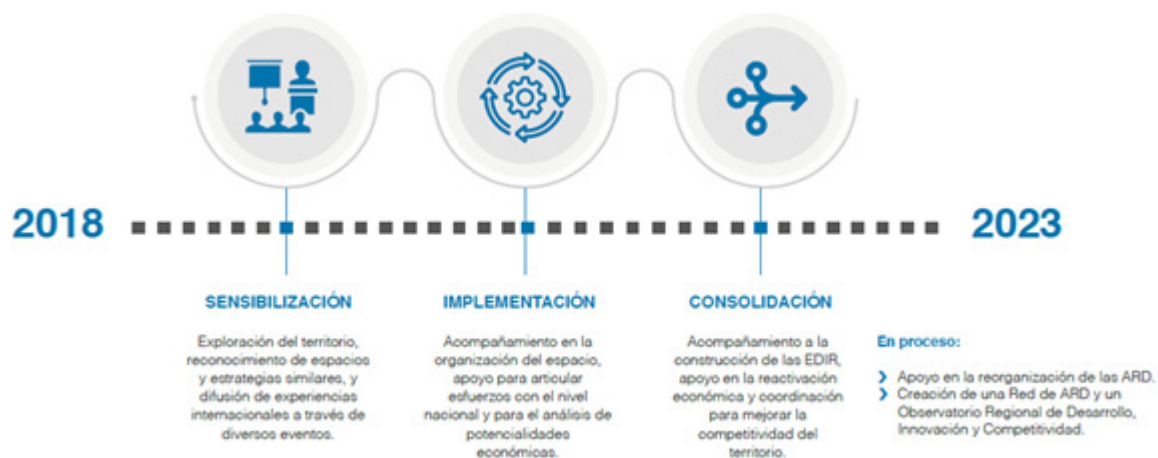 2018
2023
SENSIBILIZACIÓN
Exploración del territorio,
reconocimiento de espacios
y estrategias similares, y
difusión de experiencias
internacionales a través de
diversos eventos.
IMPLEMENTACIÓN
Acompañamiento en la
organización del espacio,
apoyo para articular
esfuerzos con el nivel
nacional y para el análisis de
potencialidades
económicas.
CONSOLIDACIÓN
Acompañamiento a la
construcción de las EDIR,
apoyo en la reactivación
económica y coordinación
para mejorar la
competitividad del
territorio.
En proceso:
Apoyo en la reorganización de las ARD.
Creación de una Red de ARD y un
Observatorio Regional de Desarrollo,
Innovación y Competitividad.